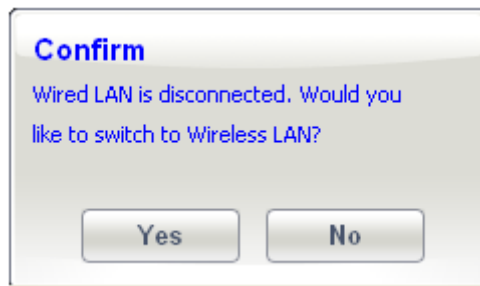 Confirm
Wired LAN is disconnected. Would you
like to switch to Wireless LAN?
Yes No